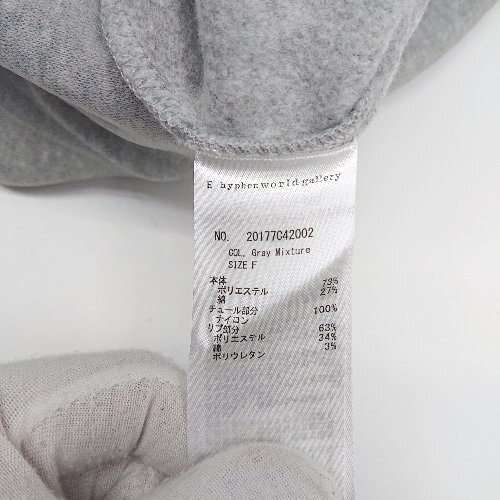 E hyphen world gallery
NO. 20177C42002
COL. Gray Mixture
SIZE F
本体
ポリエステル 73%
綿 27%
チュール部分
ナイロン 100%
リブ部分
ポリエステル 63%
綿 34%
ポリウレタン 3%